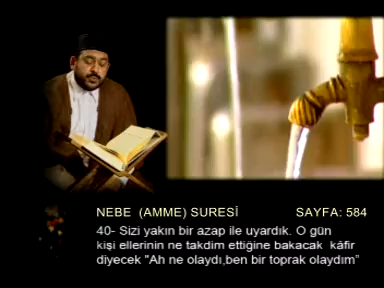 NEBE (AMME) SURESİ SAYFA: 584
40- Sizi yakın bir azap ile uyardık. O gün
kişi ellerinin ne takdim ettiğine bakacak kâfir
diyecek "Ah ne olaydı,ben bir toprak olaydım"